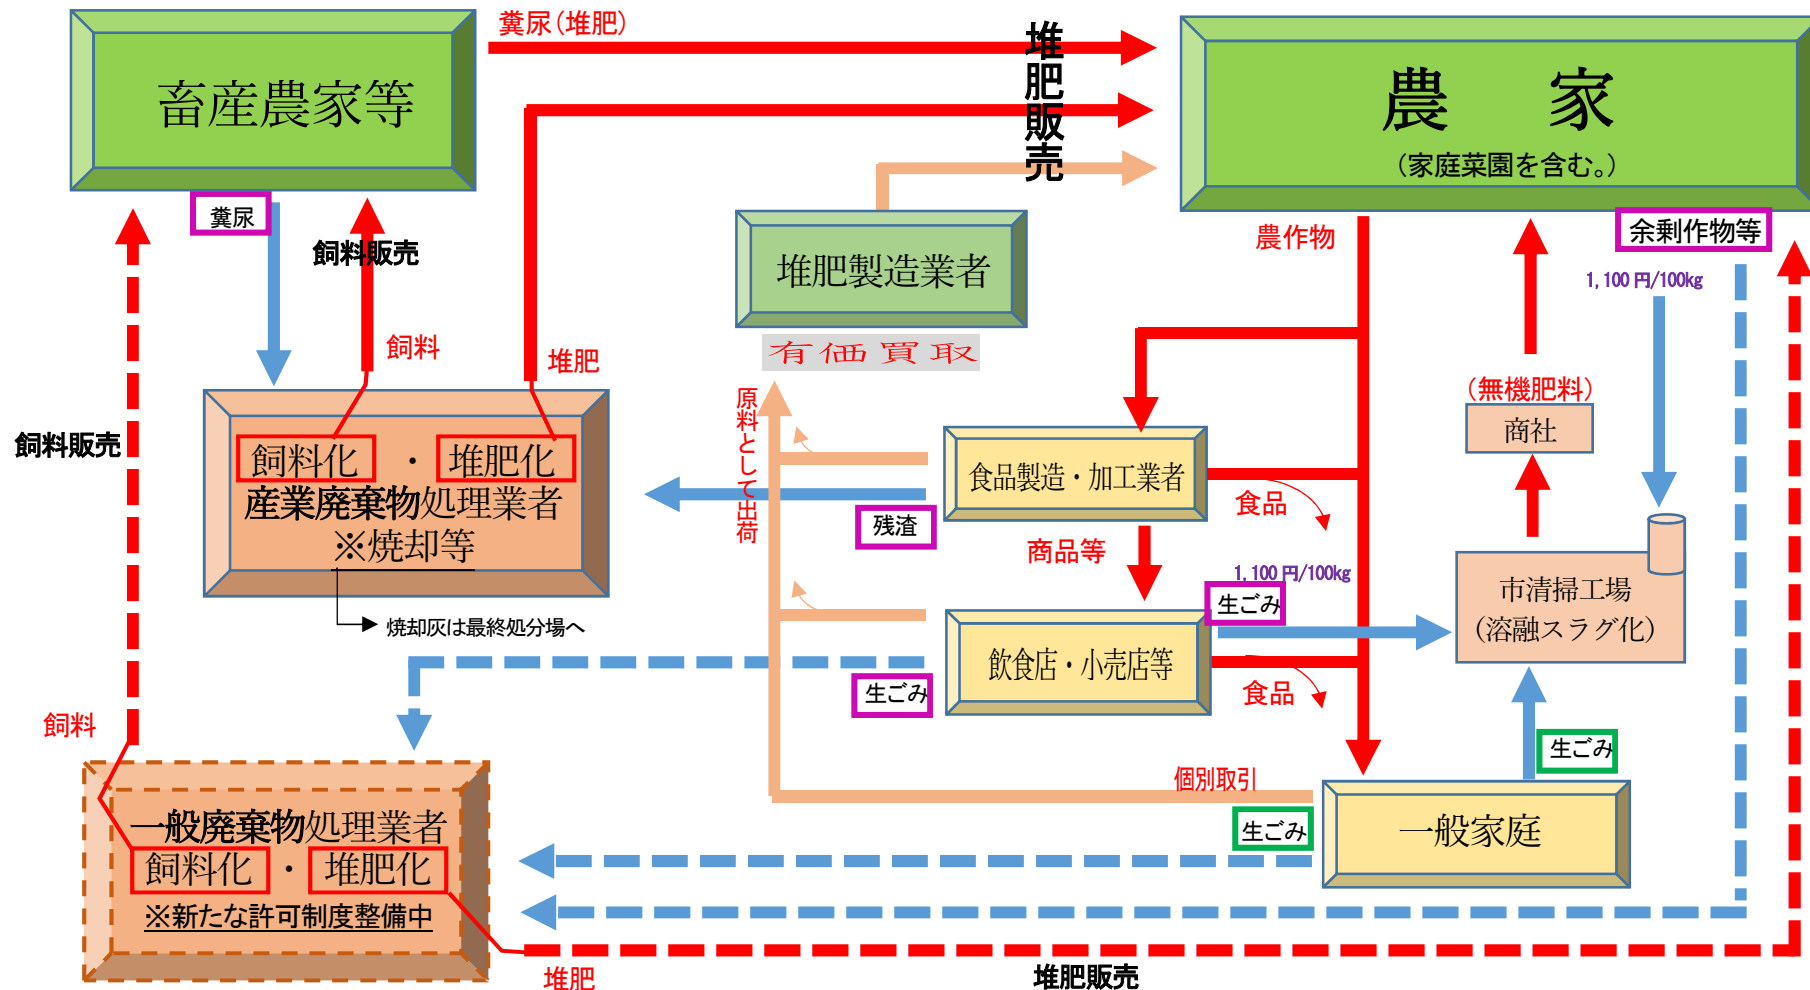 糞尿(堆肥)
堆肥販売
畜産農家等
農　家
(家庭菜園を含む。)
糞尿
飼料販売
農作物
余剰作物等
1,100 円/100kg
堆肥製造業者
有価買取
飼料
堆肥
原料として出荷
(無機肥料)
商社
飼料販売
飼料化 ・ 堆肥化
産業廃棄物処理業者
※焼却等
焼却灰は最終処分場へ
食品製造・加工業者
残渣
食品
商品等
1,100 円/100kg
生ごみ
市清掃工場
(溶融スラグ化)
飲食店・小売店等
生ごみ
食品
飼料
生ごみ
個別取引
生ごみ
一般家庭
一般廃棄物処理業者
飼料化 ・ 堆肥化
※新たな許可制度整備中
堆肥
堆肥販売